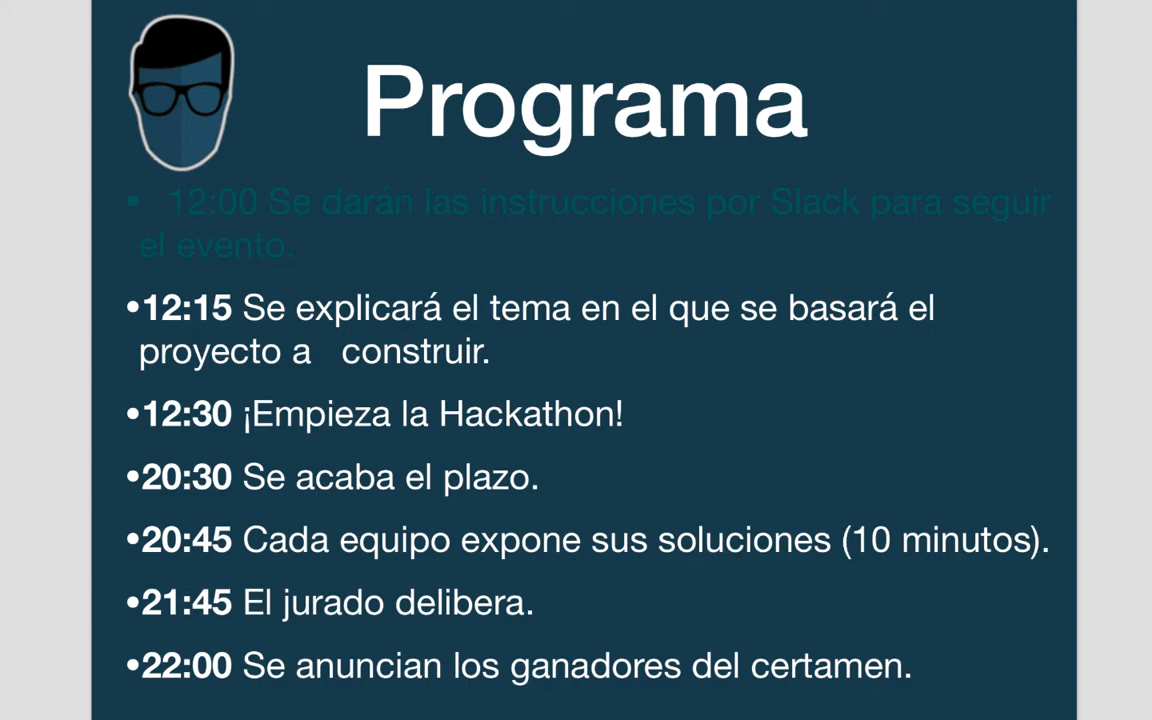 Programa
• 12:00 Se darán las instrucciones por Slack para seguir
el evento.
•12:15 Se explicará el tema en el que se basará el
proyecto a construir.
•12:30 ¡Empieza la Hackathon!
•20:30 Se acaba el plazo.
•20:45 Cada equipo expone sus soluciones (10 minutos).
•21:45 El jurado delibera.
•22:00 Se anuncian los ganadores del certamen.